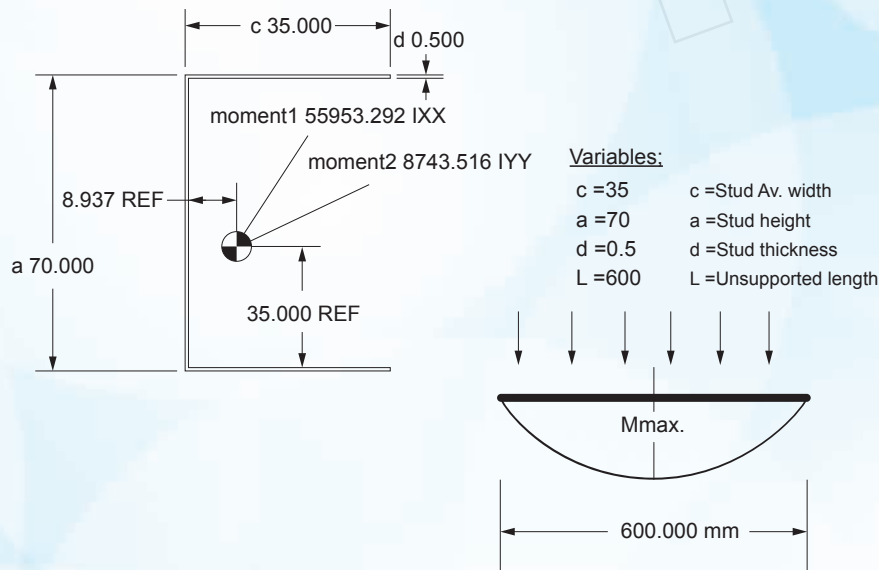 c 35.000
d 0.500
moment1 55953.292 IXX
moment2 8743.516 IYY
8.937 REF
a 70.000
35.000 REF
Variables:
c =35 c =Stud Av. width
a =70 a =Stud height
d =0.5 d =Stud thickness
L =600 L =Unsupported length
Mmax.
600.000 mm